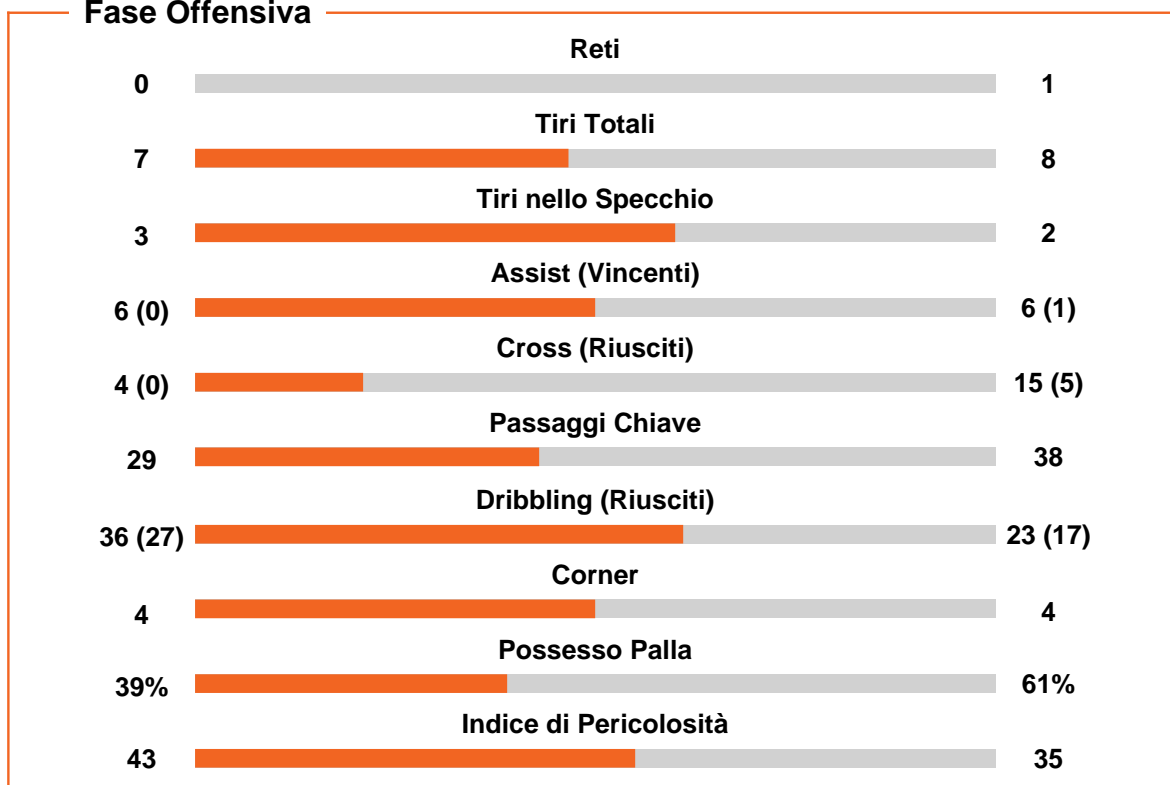 Fase Offensiva
Reti
0 1
Tiri Totali
7 8
Tiri nello Specchio
3 2
Assist (Vincenti)
6 (0) 6 (1)
Cross (Riusciti)
4 (0) 15 (5)
Passaggi Chiave
29 38
Dribbling (Riusciti)
36 (27) 23 (17)
Corner
4 4
Possesso Palla
39% 61%
Indice di Pericolosità
43 35